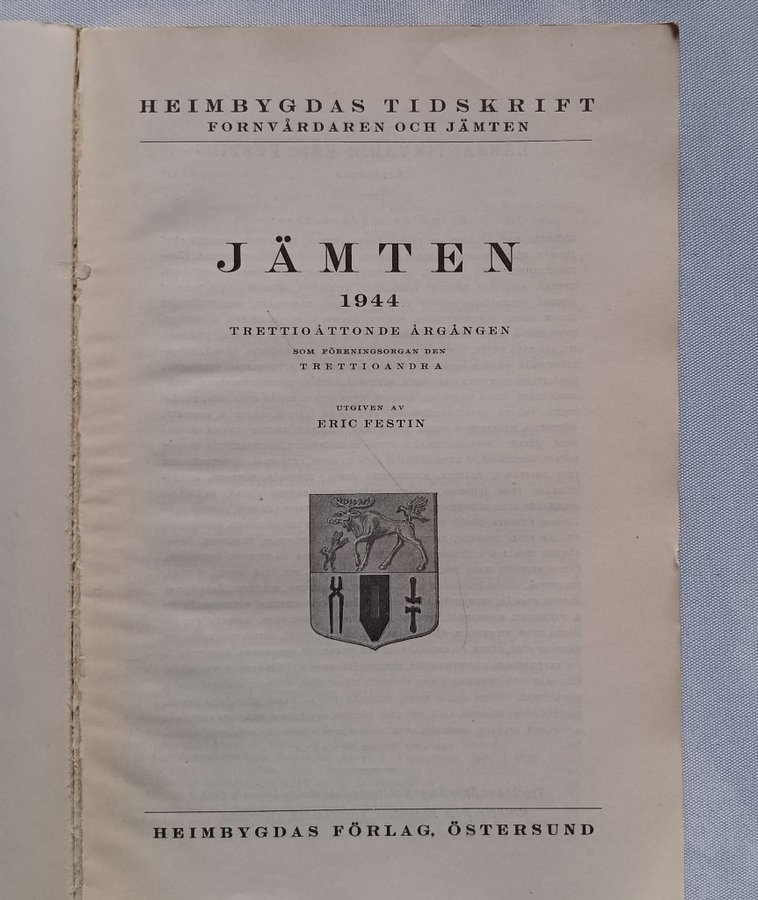 HEIMBYGDAS TIDSKRIFT
FORNVÅRDAREN OCH JÄMTEN
JÄMTEN
1944
TRETTIOÅTTONDE ÅRGÅNGEN
SOM FÖRENINGSORGAN DEN
TRETTIOANDRA
UTGIVEN AV
ERIC FESTIN
HEIMBYGDAS FÖRLAG, ÖSTERSUND